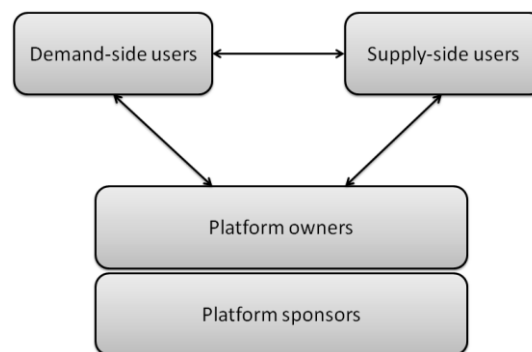 Demand-side users
Supply-side users
Platform owners
Platform sponsors